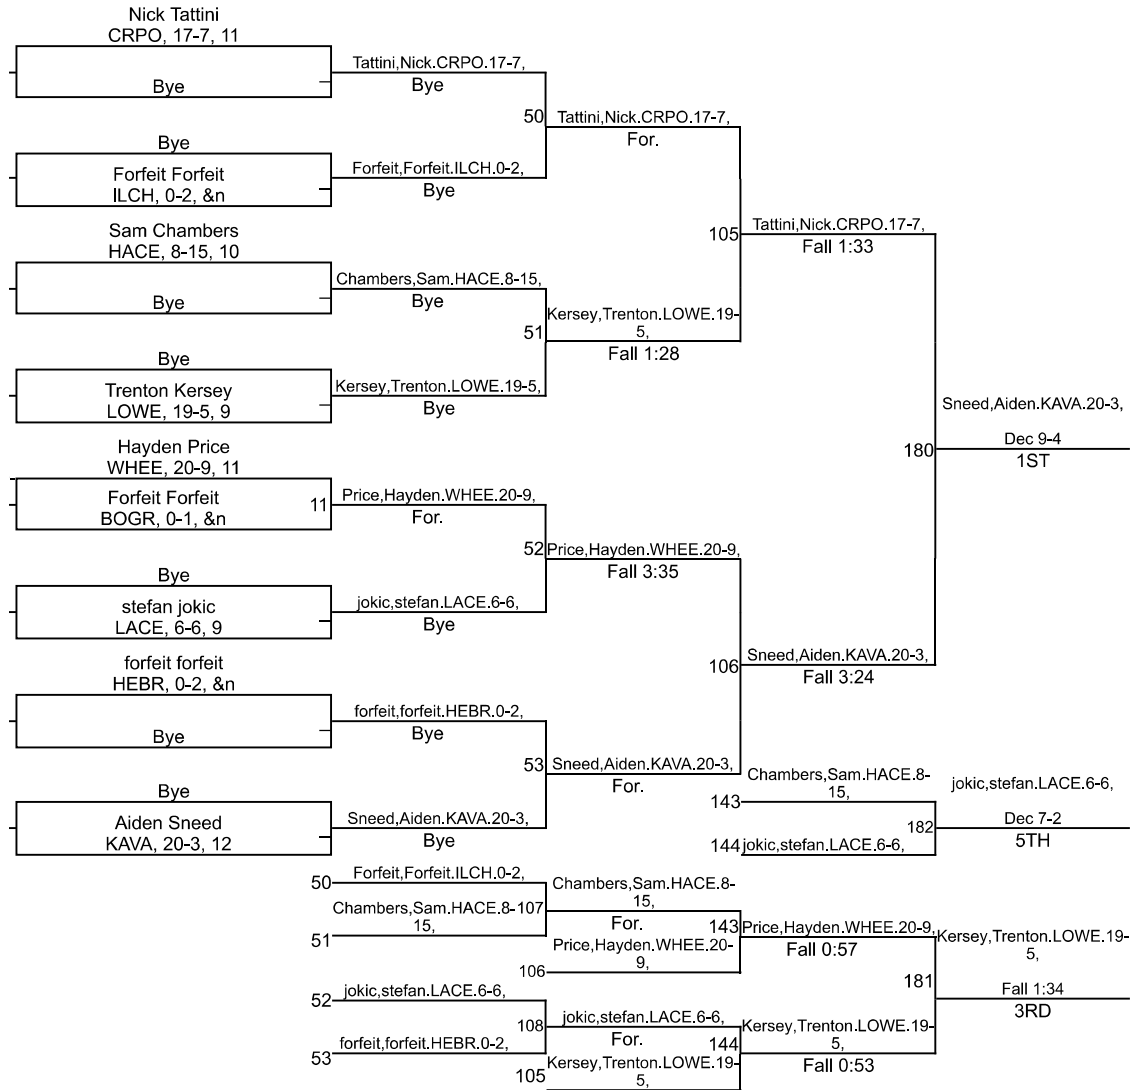 Nick Tattini
CRPO, 17-7, 11
Bye
Tattini,Nick.CRPO.17-7,
Bye
50
Tattini,Nick.CRPO.17-7,
For.
Bye
Forfeit Forfeit
ILCH, 0-2, &n
Forfeit,Forfeit.ILCH.0-2,
Bye
Sam Chambers
HACE, 8-15, 10
Bye
105
Tattini,Nick.CRPO.17-7,
Fall 1:33
Chambers,Sam.HACE.8-15,
Bye
51
Kersey,Trenton.LOWE.19-
5,
Fall 1:28
Bye
Trenton Kersey
LOWE, 19-5, 9
Kersey,Trenton.LOWE.19-5,
Bye
Sneed,Aiden.KAVA.20-3,
180
Dec 9-4
1ST
Hayden Price
WHEE, 20-9, 11
Forfeit Forfeit
BOGR, 0-1, &n
11
Price,Hayden.WHEE.20-9,
For.
52
Price,Hayden.WHEE.20-9,
Fall 3:35
Bye
stefan jokic
LACE, 6-6, 9
jokic,stefan.LACE.6-6,
Bye
106
Sneed,Aiden.KAVA.20-3,
Fall 3:24
forfeit forfeit
HEBR, 0-2, &n
Bye
forfeit,forfeit.HEBR.0-2,
Bye
53
Sneed,Aiden.KAVA.20-3,
For.
Bye
Aiden Sneed
KAVA, 20-3, 12
Sneed,Aiden.KAVA.20-3,
Bye
143
Chambers,Sam.HACE.8-
15,
144
jokic,stefan.LACE.6-6,
182
jokic,stefan.LACE.6-6,
Dec 7-2
5TH
50
Forfeit,Forfeit.ILCH.0-2,
51
Chambers,Sam.HACE.8-
15,
107
Chambers,Sam.HACE.8-
15,
For.
106
Price,Hayden.WHEE.20-
9,
143
Price,Hayden.WHEE.20-9,
Fall 0:57
52
jokic,stefan.LACE.6-6,
53
forfeit,forfeit.HEBR.0-2,
108
jokic,stefan.LACE.6-6,
For.
105
Kersey,Trenton.LOWE.19-
5,
144
Kersey,Trenton.LOWE.19-
5,
Fall 0:53
181
Kersey,Trenton.LOWE.19-
5,
Fall 1:34
3RD